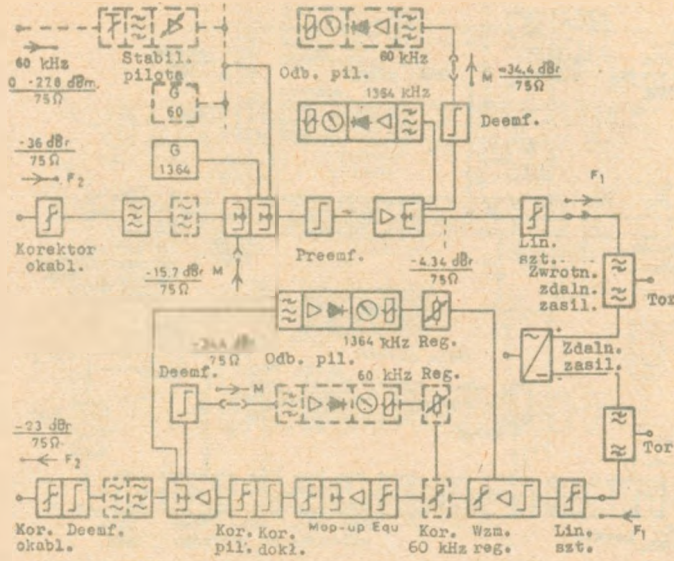 60 kHz
Stabil.
pilota
Odb. pil.
60 kHz
M
-34.4 dBr
75Ω
0 -27.8 dBm
75Ω
G
60
1364 kHz
Deemf.
-36 dBr
75Ω
F₂
G
1364
F₁
Korektor
okabl.
Preemf.
Lin.
szt.
-15.7 dBr
75Ω
M
-4.34 dBr
75Ω
Zwrotn.
zdaln.
zasil.
Tor
1364 kHz Reg.
75Ω
Odb. pil.
Zdaln.
zasil.
Deemf.
M
60 kHz Reg.
-23 dBr
75Ω
F₂
Tor
Kor.
okabl.
Deemf.
Kor.
pil.
Kor.
dokł.
Mop-up Equ
Kor.
60 kHz
Wzm.
reg.
Lin.
szt.
F₁